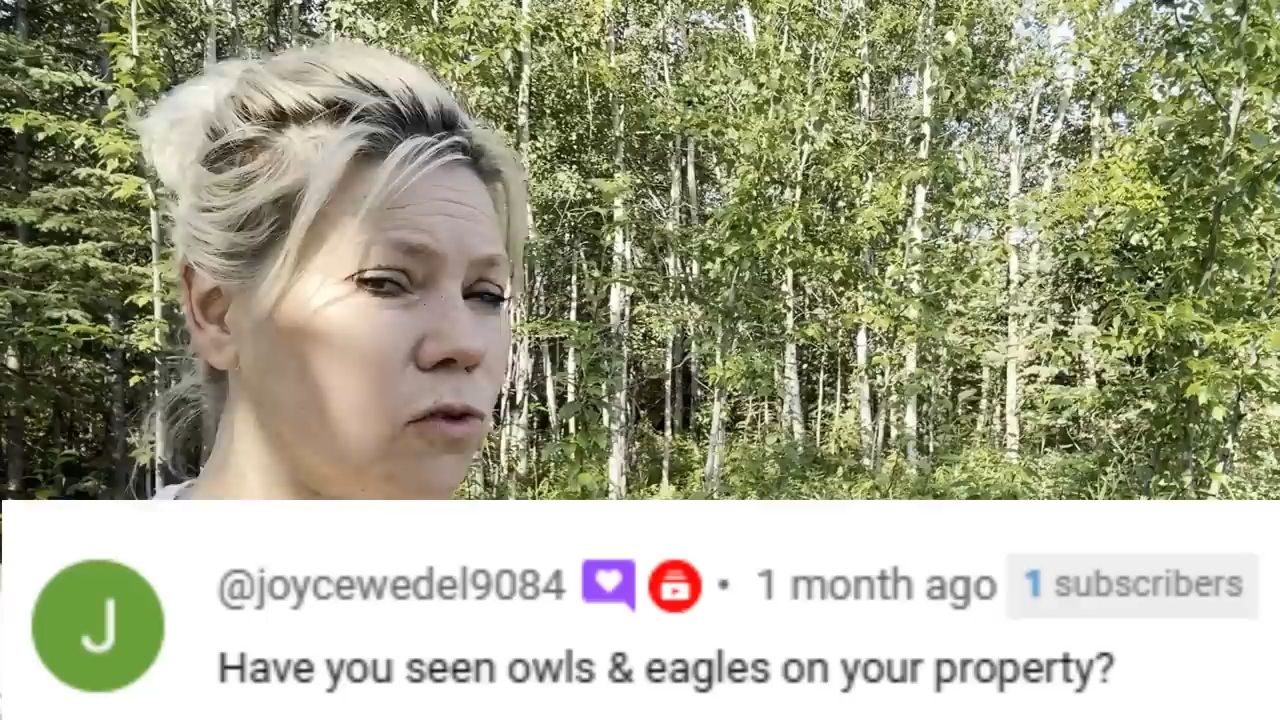 J
@joycewedel9084 • 1 month ago 1 subscribers
Have you seen owls & eagles on your property?